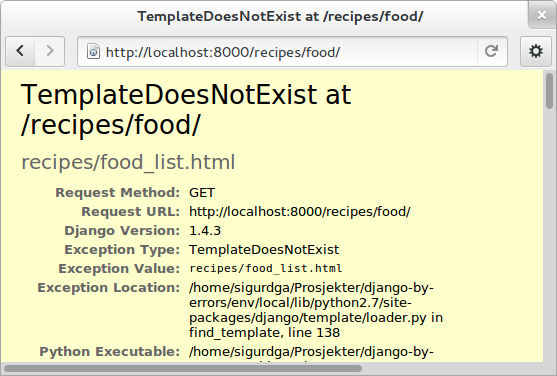 TemplateDoesNotExist at /recipes/food/
http://localhost:8000/recipes/food/
TemplateDoesNotExist at
/recipes/food/
recipes/food_list.html
Request Method: GET
Request URL: http://localhost:8000/recipes/food/
Django Version: 1.4.3
Exception Type: TemplateDoesNotExist
Exception Value: recipes/food_list.html
Exception Location: /home/sigurdga/Prosjekter/django-by-
errors/env/local/lib/python2.7/site-
packages/django/template/loader.py in
find_template, line 138
Python Executable: /home/sigurdga/Prosjekter/django-by-